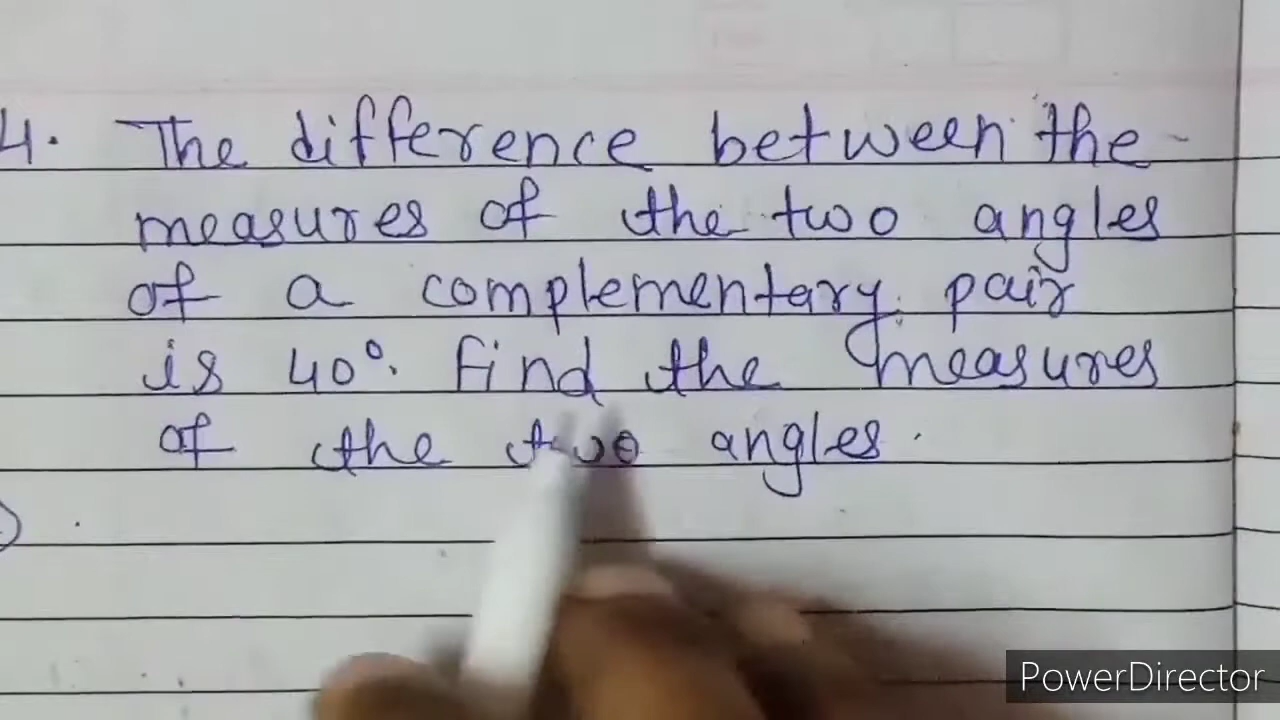 4. The difference between the
measures of the two angles
of a complementary pair
is 40°. Find the measures
of the two angles.
PowerDirector